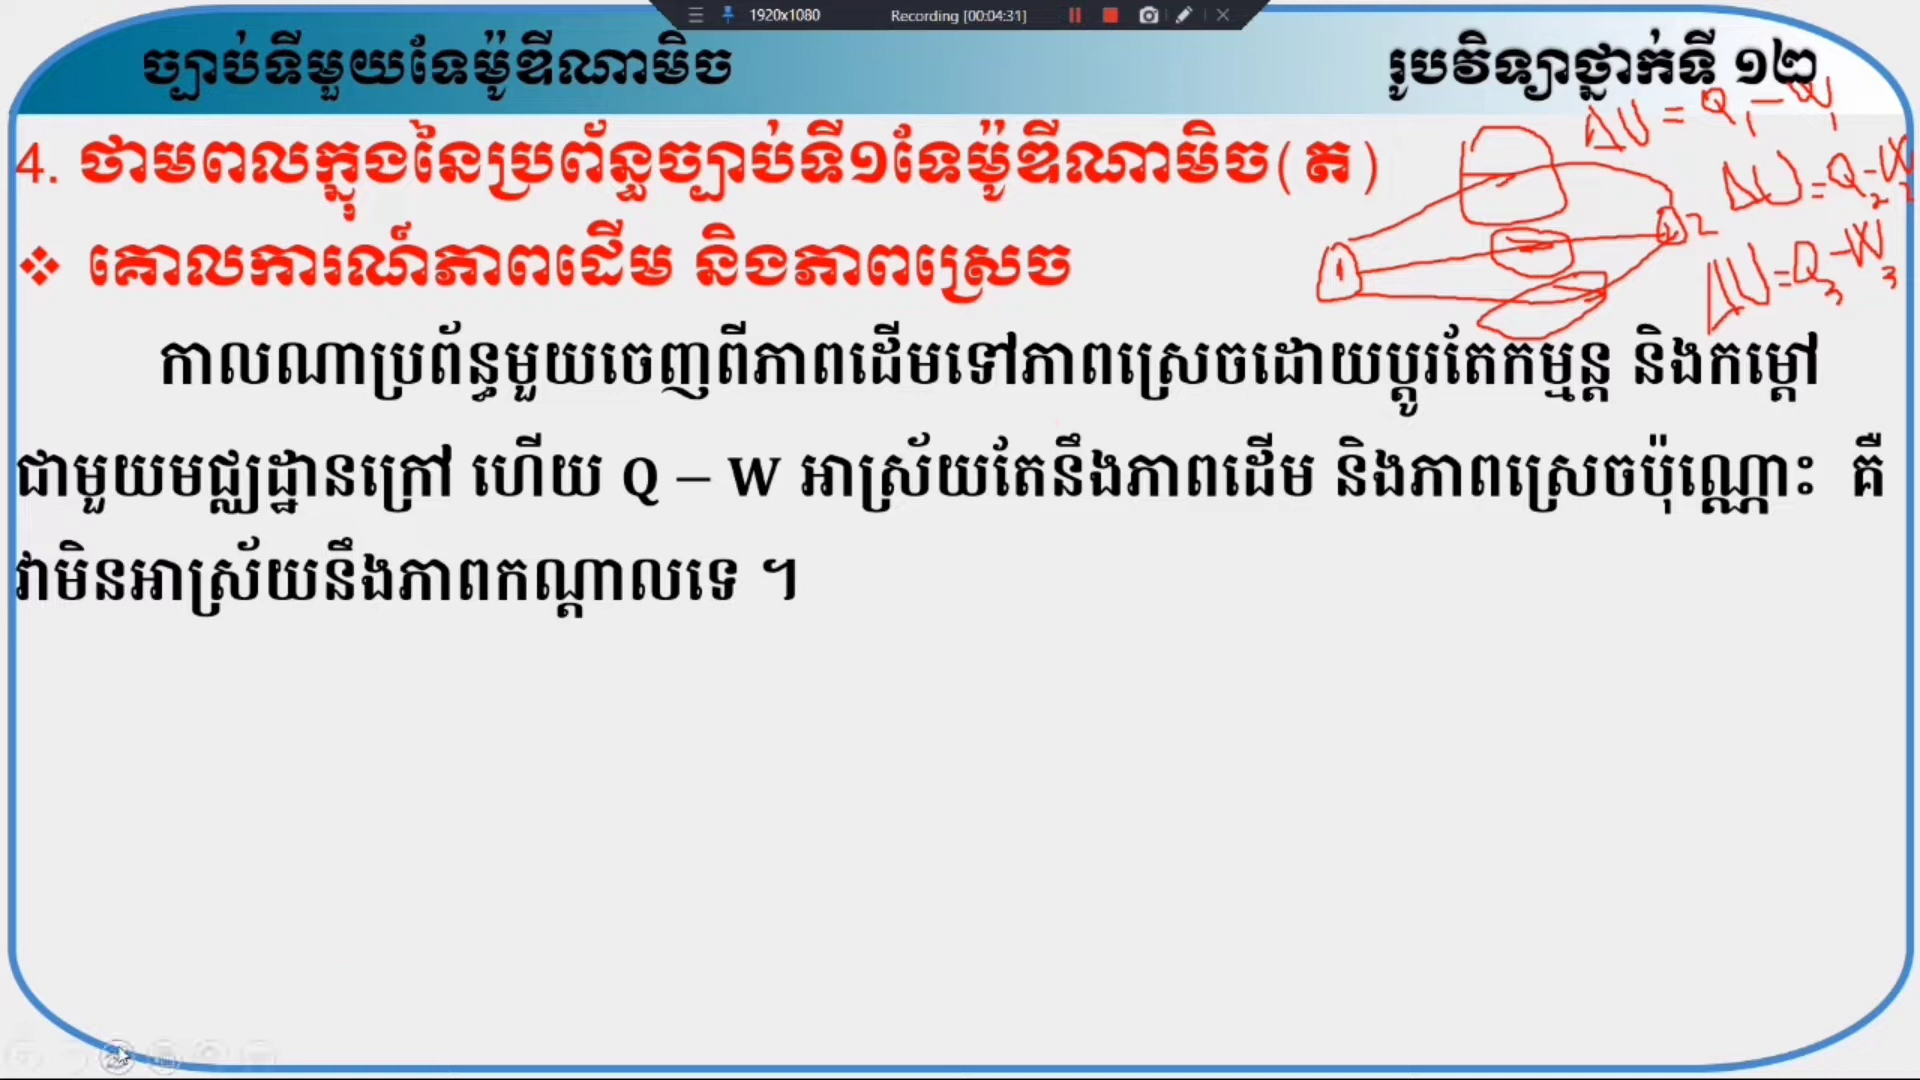 1920x1080 Recording [00:04:31]
ច្បាប់ទីមួយទែម៉ូឌីណាមិច
រូបវិទ្យាថ្នាក់ទី ១២
4. ថាមពលក្នុងនៃប្រព័ន្ធច្បាប់ទី១ទែម៉ូឌីណាមិច(ត)
❖ គោលការណ៍ភាពដើម និងភាពស្រេច
កាលណាប្រព័ន្ធមួយចេញពីភាពដើមទៅភាពស្រេចដោយប្តូរតែកម្មន្ត និងកម្តៅ
ជាមួយមជ្ឈដ្ឋានក្រៅ ហើយ Q – W អាស្រ័យតែនឹងភាពដើម និងភាពស្រេចប៉ុណ្ណោះ គឺ
វាមិនអាស្រ័យនឹងភាពកណ្តាលទេ ។
ΔU = Q₁ – W₁
ΔU = Q₂ – W₂
ΔU = Q₃ – W₃
1
2